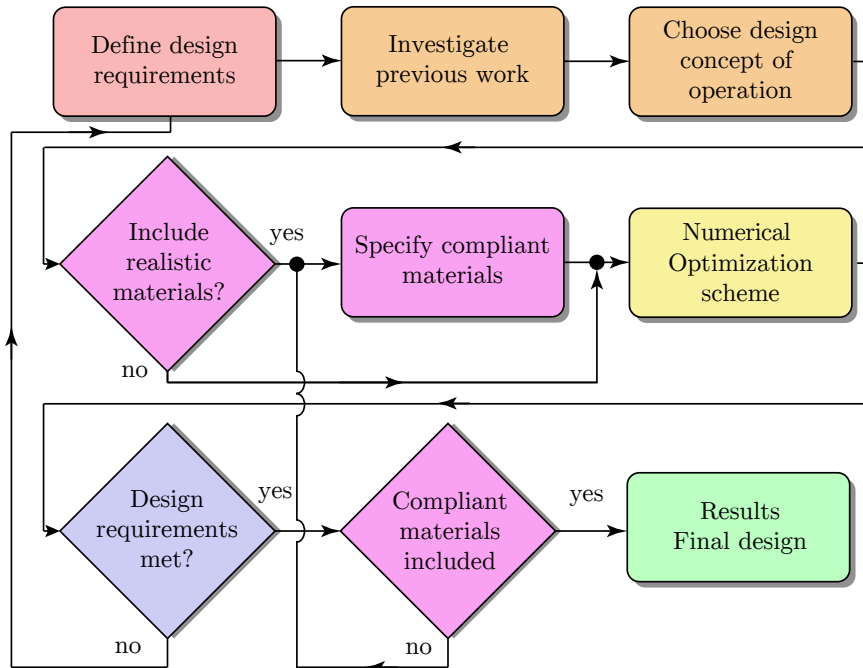 Define design
requirements
Investigate
previous work
Choose design
concept of
operation
Include
realistic
materials?
yes
no
Specify compliant
materials
Numerical
Optimization
scheme
Design
requirements
met?
yes
no
Compliant
materials
included
yes
no
Results
Final design